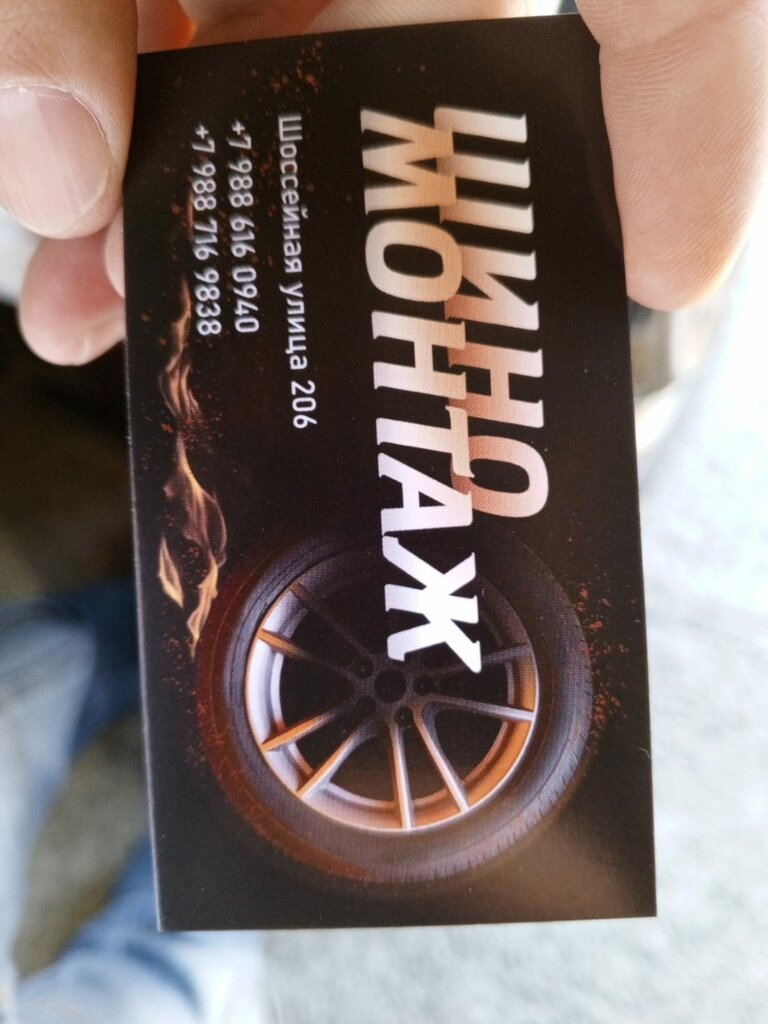 ШИНО
МОНТАЖ
Шоссейная улица 206
+7 988 616 0940
+7 988 716 9838